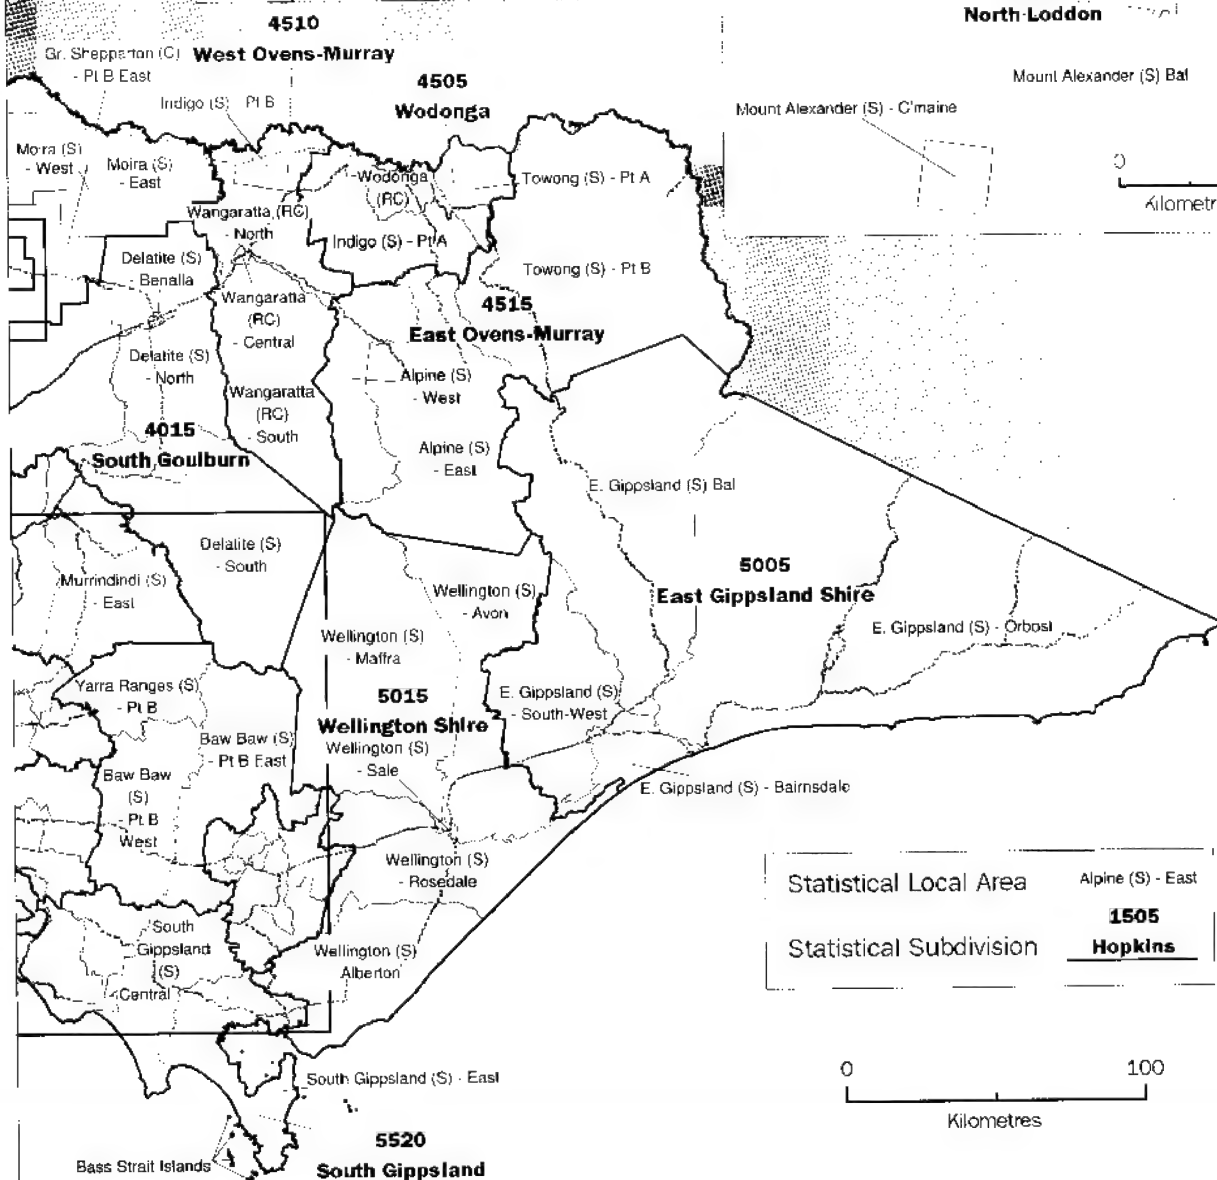 4510
West Ovens-Murray
North Loddon
Gr. Shepparton (C)
- Pt B East
4505
Wodonga
Mount Alexander (S) Bal
Indigo (S) Pt B
Mount Alexander (S) - C'maine
Moira (S)
- West
Moira (S)
- East
0
Kilometr
Wodonga
(RC)
Towong (S) - Pt A
Wangaratta (RC)
- North
Indigo (S) - Pt A
Delatite (S)
- Benalla
Towong (S) - Pt B
Wangaratta
(RC)
- Central
4515
East Ovens-Murray
Delatite (S)
- North
Alpine (S)
- West
Wangaratta
(RC)
- South
4015
South Goulburn
Alpine (S)
- East
E. Gippsland (S) Bal
Delatite (S)
- South
Murrindindi (S)
- East
5005
East Gippsland Shire
Wellington (S)
- Avon
E. Gippsland (S) - Orbost
Wellington (S)
- Maffra
Yarra Ranges (S)
- Pt B
5015
Wellington Shire
E. Gippsland (S)
- South-West
Baw Baw (S)
- Pt B East
Wellington (S)
- Sale
Baw Baw
(S)
- Pt B
West
E. Gippsland (S) - Bairnsdale
Wellington (S)
- Rosedale
Statistical Local Area
Alpine (S) - East
1505
Hopkins
Statistical Subdivision
South
Gippsland
(S)
- Central
Wellington (S)
Alberton
South Gippsland (S) - East
0 100
Kilometres
5520
South Gippsland
Bass Strait Islands